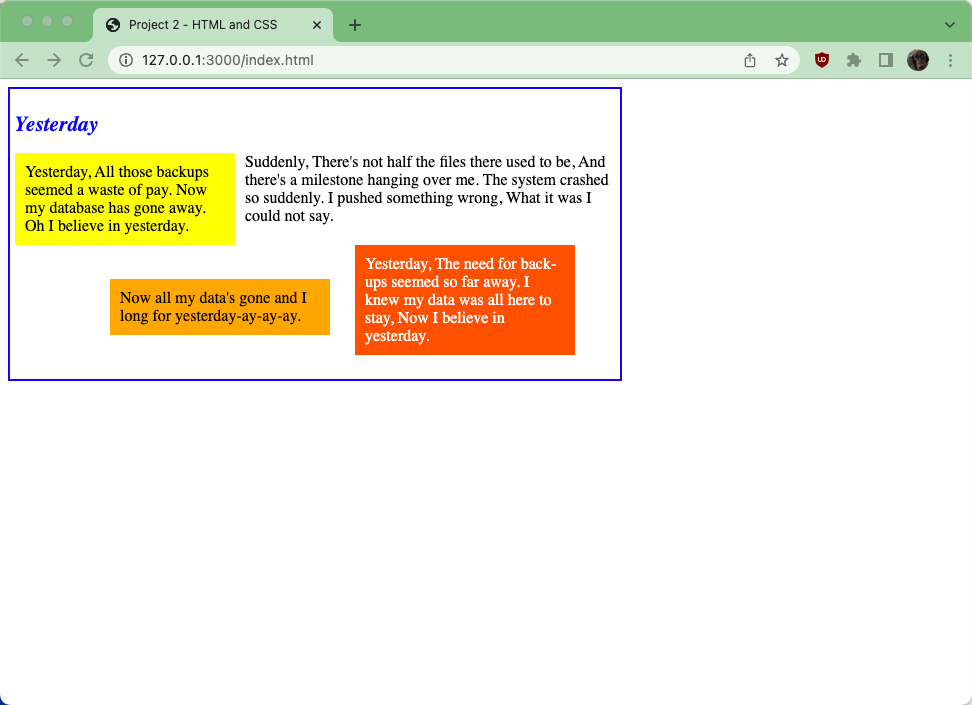 Project 2 - HTML and CSS
127.0.0.1:3000/index.html
Yesterday
Yesterday, All those backups
seemed a waste of pay. Now
my database has gone away.
Oh I believe in yesterday.
Suddenly, There's not half the files there used to be, And
there's a milestone hanging over me. The system crashed
so suddenly. I pushed something wrong, What it was I
could not say.
Now all my data's gone and I
long for yesterday-ay-ay-ay.
Yesterday, The need for back-
ups seemed so far away. I
knew my data was all here to
stay, Now I believe in
yesterday.